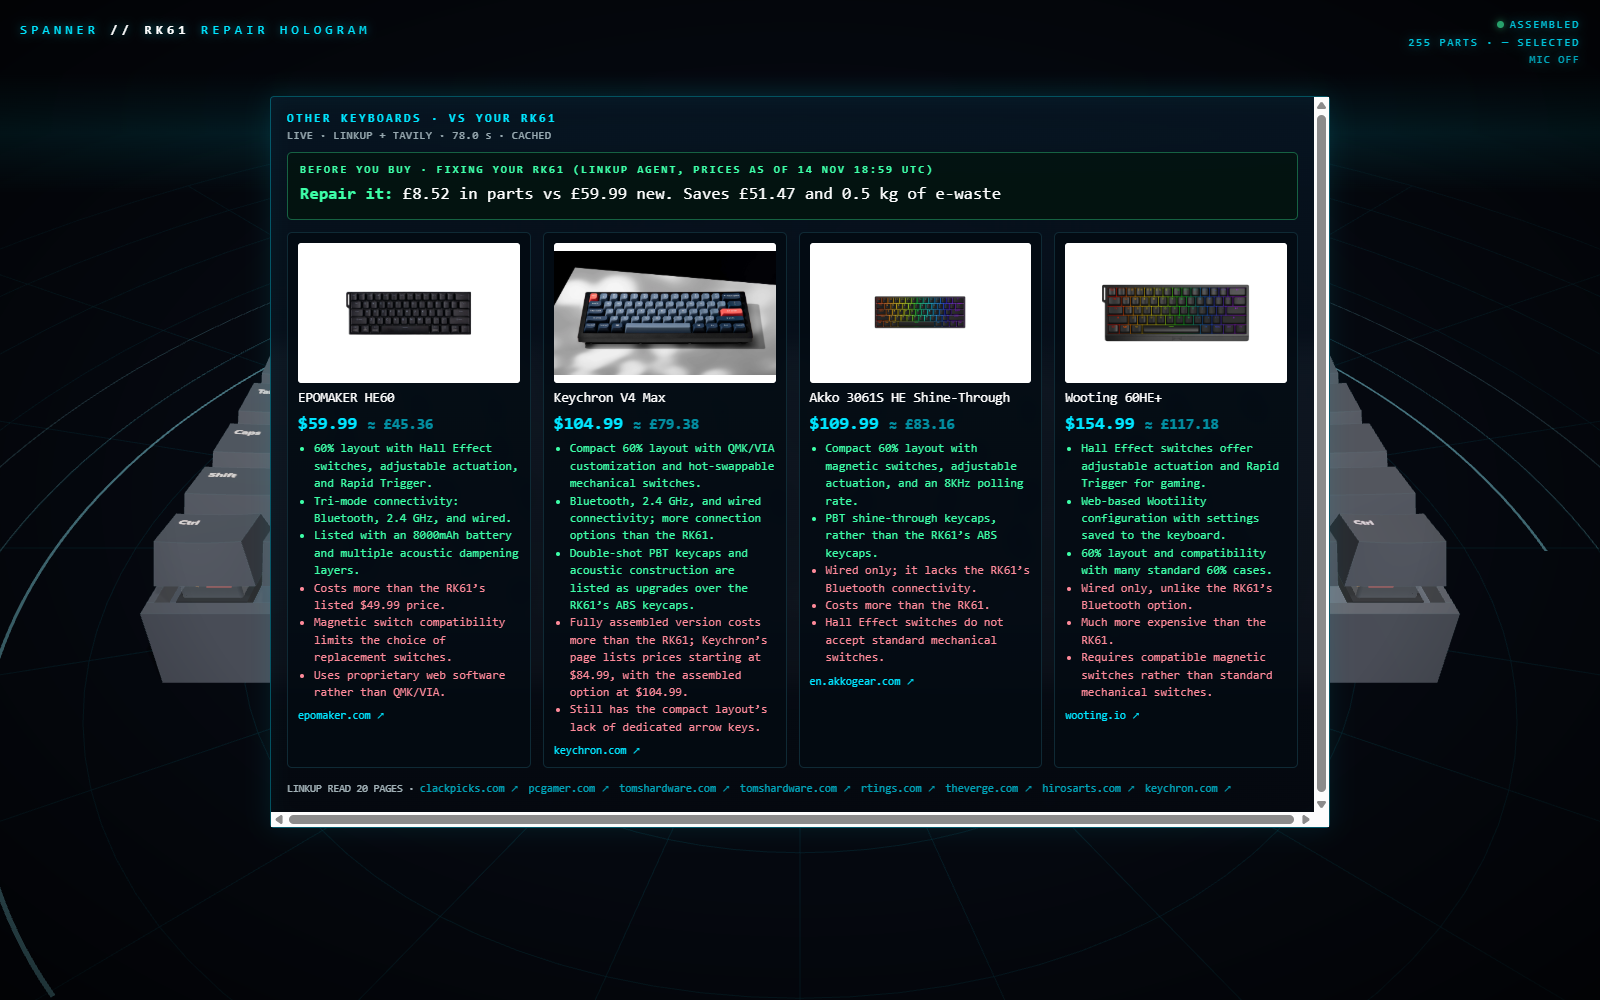 SPANNER // RK61 REPAIR HOLOGRAM
ASSEMBLED
255 PARTS · — SELECTED
MIC OFF
OTHER KEYBOARDS · VS YOUR RK61
LIVE · LINKUP + TAVILY · 78.0 s · CACHED
BEFORE YOU BUY · FIXING YOUR RK61 (LINKUP AGENT, PRICES AS OF 14 NOV 18:59 UTC)
Repair it: £8.52 in parts vs £59.99 new. Saves £51.47 and 0.5 kg of e-waste
EPOMAKER HE60
$59.99 ≈ £45.36
• 60% layout with Hall Effect
switches, adjustable actuation,
and Rapid Trigger.
• Tri-mode connectivity:
Bluetooth, 2.4 GHz, and wired.
• Listed with an 8000mAh battery
and multiple acoustic dampening
layers.
• Costs more than the RK61’s
listed $49.99 price.
• Magnetic switch compatibility
limits the choice of
replacement switches.
• Uses proprietary web software
rather than QMK/VIA.
epomaker.com ↗
Keychron V4 Max
$104.99 ≈ £79.38
• Compact 60% layout with QMK/VIA
customization and hot-swappable
mechanical switches.
• Bluetooth, 2.4 GHz, and wired
connectivity; more connection
options than the RK61.
• Double-shot PBT keycaps and
acoustic construction are
listed as upgrades over the
RK61’s ABS keycaps.
• Fully assembled version costs
more than the RK61; Keychron’s
page lists prices starting at
$84.99, with the assembled
option at $104.99.
• Still has the compact layout’s
lack of dedicated arrow keys.
keychron.com ↗
Akko 3061S HE Shine-Through
$109.99 ≈ £83.16
• Compact 60% layout with
magnetic switches, adjustable
actuation, and an 8KHz polling
rate.
• PBT shine-through keycaps,
rather than the RK61’s ABS
keycaps.
• Wired only; it lacks the RK61’s
Bluetooth connectivity.
• Costs more than the RK61.
• Hall Effect switches do not
accept standard mechanical
switches.
en.akkogear.com ↗
Wooting 60HE+
$154.99 ≈ £117.18
• Hall Effect switches offer
adjustable actuation and Rapid
Trigger for gaming.
• Web-based Wootility
configuration with settings
saved to the keyboard.
• 60% layout and compatibility
with many standard 60% cases.
• Wired only, unlike the RK61’s
Bluetooth option.
• Much more expensive than the
RK61.
• Requires compatible magnetic
switches rather than standard
mechanical switches.
wooting.io ↗
LINKUP READ 20 PAGES · clackpicks.com ↗ pcgamer.com ↗ tomshardware.com ↗ tomshardware.com ↗ rtings.com ↗ theverge.com ↗ hirosarts.com ↗ keychron.com ↗
Caps
Shift
Ctrl
Ctrl